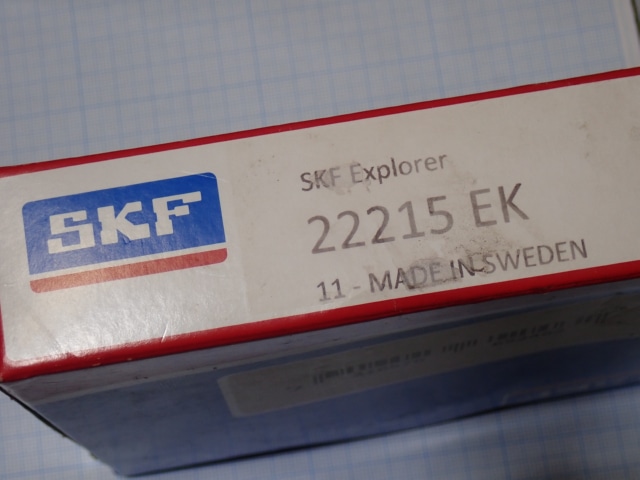 SKF
SKF Explorer
22215 EK
11 - MADE IN SWEDEN